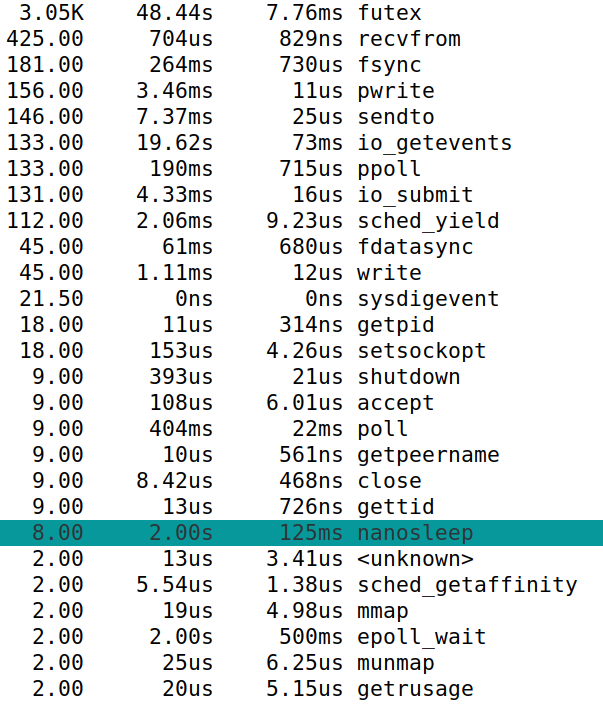 3.05K 48.44s 7.76ms futex
425.00 704us 829ns recvfrom
181.00 264ms 730us fsync
156.00 3.46ms 11us pwrite
146.00 7.37ms 25us sendto
133.00 19.62s 73ms io_getevents
133.00 190ms 715us ppoll
131.00 4.33ms 16us io_submit
112.00 2.06ms 9.23us sched_yield
45.00 61ms 680us fdatasync
45.00 1.11ms 12us write
21.50 0ns 0ns sysdigevent
18.00 11us 314ns getpid
18.00 153us 4.26us setsockopt
9.00 393us 21us shutdown
9.00 108us 6.01us accept
9.00 404ms 22ms poll
9.00 10us 561ns getpeername
9.00 8.42us 468ns close
9.00 13us 726ns gettid
8.00 2.00s 125ms nanosleep
2.00 13us 3.41us <unknown>
2.00 5.54us 1.38us sched_getaffinity
2.00 19us 4.98us mmap
2.00 2.00s 500ms epoll_wait
2.00 25us 6.25us munmap
2.00 20us 5.15us getrusage